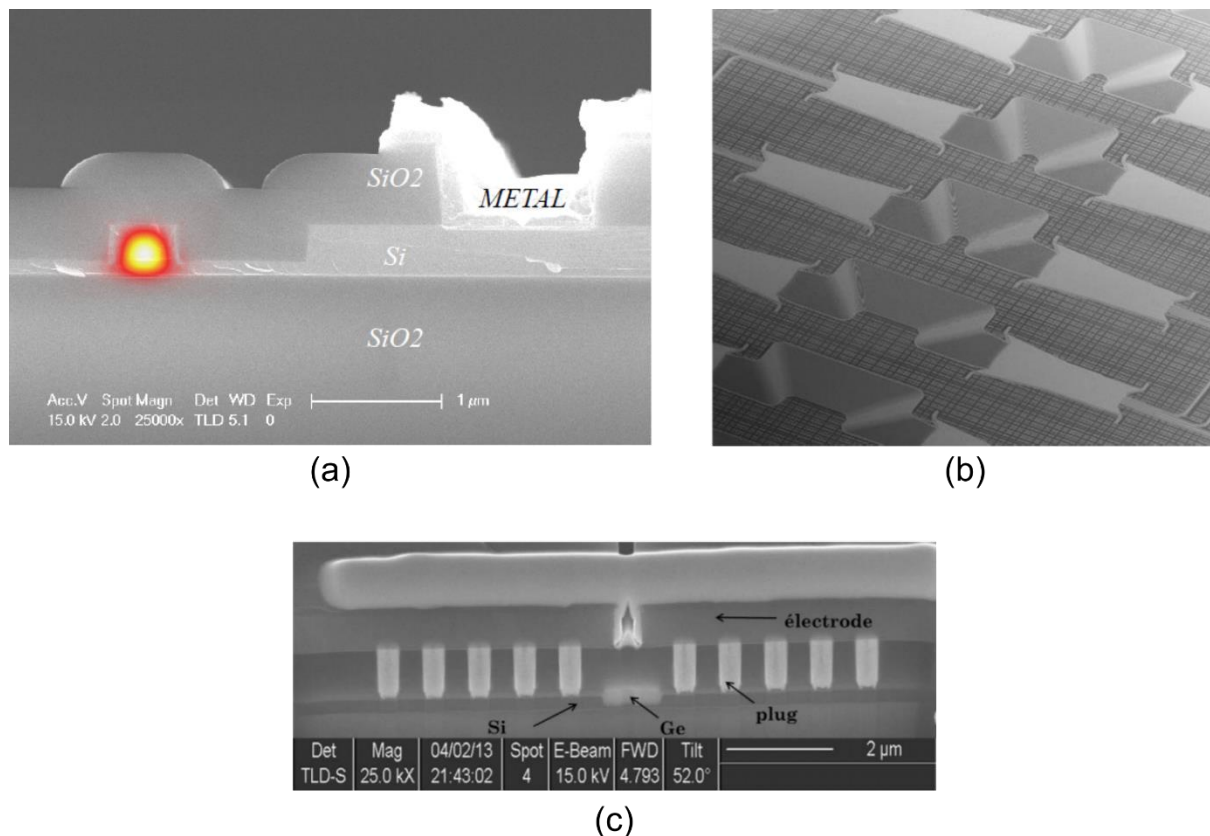 SiO2
METAL
Si
SiO2
Acc.V Spot Magn Det WD Exp
15.0 kV 2.0 25000x TLD 5.1 0
1 µm
(a)
(b)
électrode
Si
Ge
plug
Det Mag 04/02/13 Spot E-Beam FWD Tilt 2 µm
TLD-S 25.0 kX 21:43:02 4 15.0 kV 4.793 52.0°
(c)